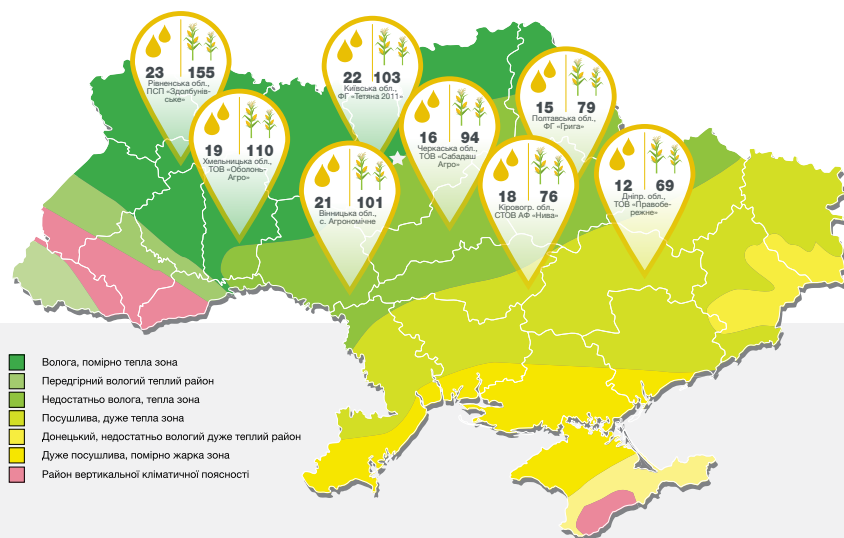 23 155
Рівненська обл.,
ПСП «Здолбунів-
ське»
22 103
Київська обл.,
ФГ «Тетяна 2011»
15 79
Полтавська обл.,
ФГ «Грига»
19 110
Хмельницька обл.,
ТОВ «Оболонь-
Агро»
16 94
Черкаська обл.,
ТОВ «Сабадаш
Агро»
21 101
Вінницька обл.,
с. Агрономічне
18 76
Кіровогр. обл.,
СТОВ АФ «Нива»
12 69
Дніпр. обл.,
ТОВ «Правобе-
режне»
Волога, помірно тепла зона
Передгірний вологий теплий район
Недостатньо волога, тепла зона
Посушлива, дуже тепла зона
Донецький, недостатньо вологий дуже теплий район
Дуже посушлива, помірно жарка зона
Район вертикальної кліматичної поясності